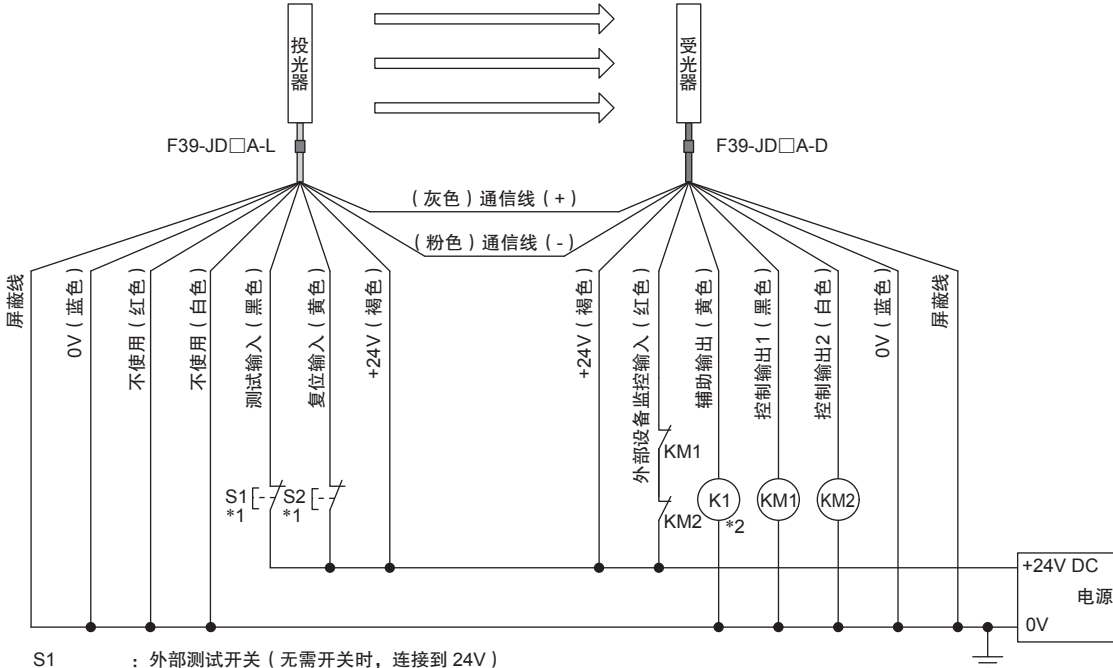 投光器
受光器
F39-JD□A-L
F39-JD□A-D
（灰色）通信线（+）
（粉色）通信线（-）
屏蔽线
0V（蓝色）
不使用（红色）
不使用（白色）
测试输入（黑色）
复位输入（黄色）
+24V（褐色）
+24V（褐色）
外部设备监控输入（红色）
辅助输出（黄色）
控制输出1（黑色）
控制输出2（白色）
0V（蓝色）
屏蔽线
KM1
S1
*1
S2
*1
KM2
K1
*2
KM1
KM2
+24V DC
电源
0V
S1 ：外部测试开关（无需开关时，连接到 24V）